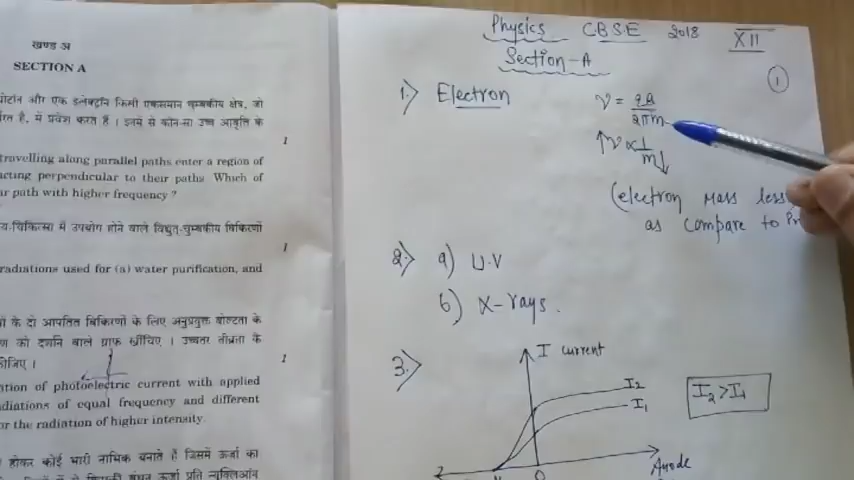 खण्ड अ
SECTION A
प्रोटॉन और एक इलेक्ट्रॉन किसी एकसमान चुम्बकीय क्षेत्र, जो
में प्रवेश करते हैं । इनमें से कौन-सा उच्च आवृत्ति के
1
travelling along parallel paths enter a region of
acting perpendicular to their paths. Which of
path with higher frequency ?
चिकित्सा में उपयोग होने वाले विद्युत-चुम्बकीय विकिरणों
1
radiations used for (a) water purification, and
के दो आपतित विकिरणों के लिए अनुप्रयुक्त वोल्टता के
को दर्शाने वाले ग्राफ खींचिए । उच्चतर तीव्रता के
कीजिए ।
1
of photoelectric current with applied
of equal frequency and different
for the radiation of higher intensity.
होकर कोई भारी नाभिक बनाते हैं जिसमें ऊर्जा का
Physics CBSE 2018 XII
Section-A
1
1.) Electron
ν = qB/2πm
↑ν ∝ 1/m↓
(electron mass less
as compare to
2.) a) U.V
b) X-rays.
3.)
I current
I2
I1
I2 > I1
O
Anode